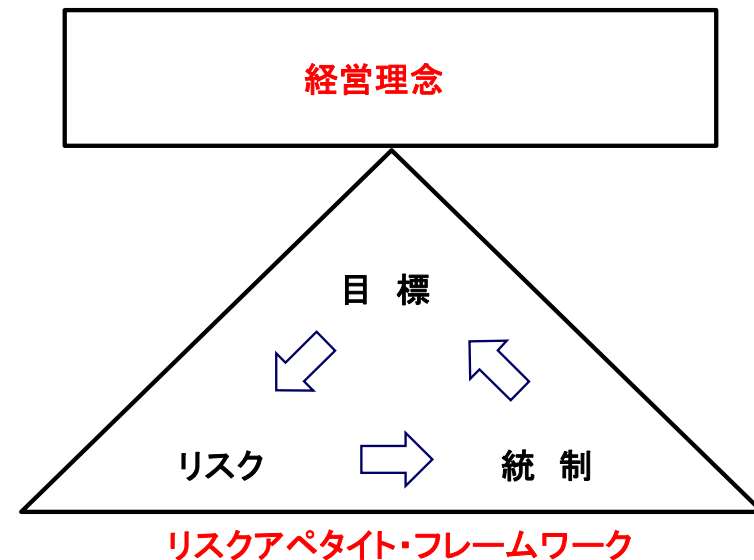 経営理念
目 標
リスク
統 制
リスクアペタイト・フレームワーク